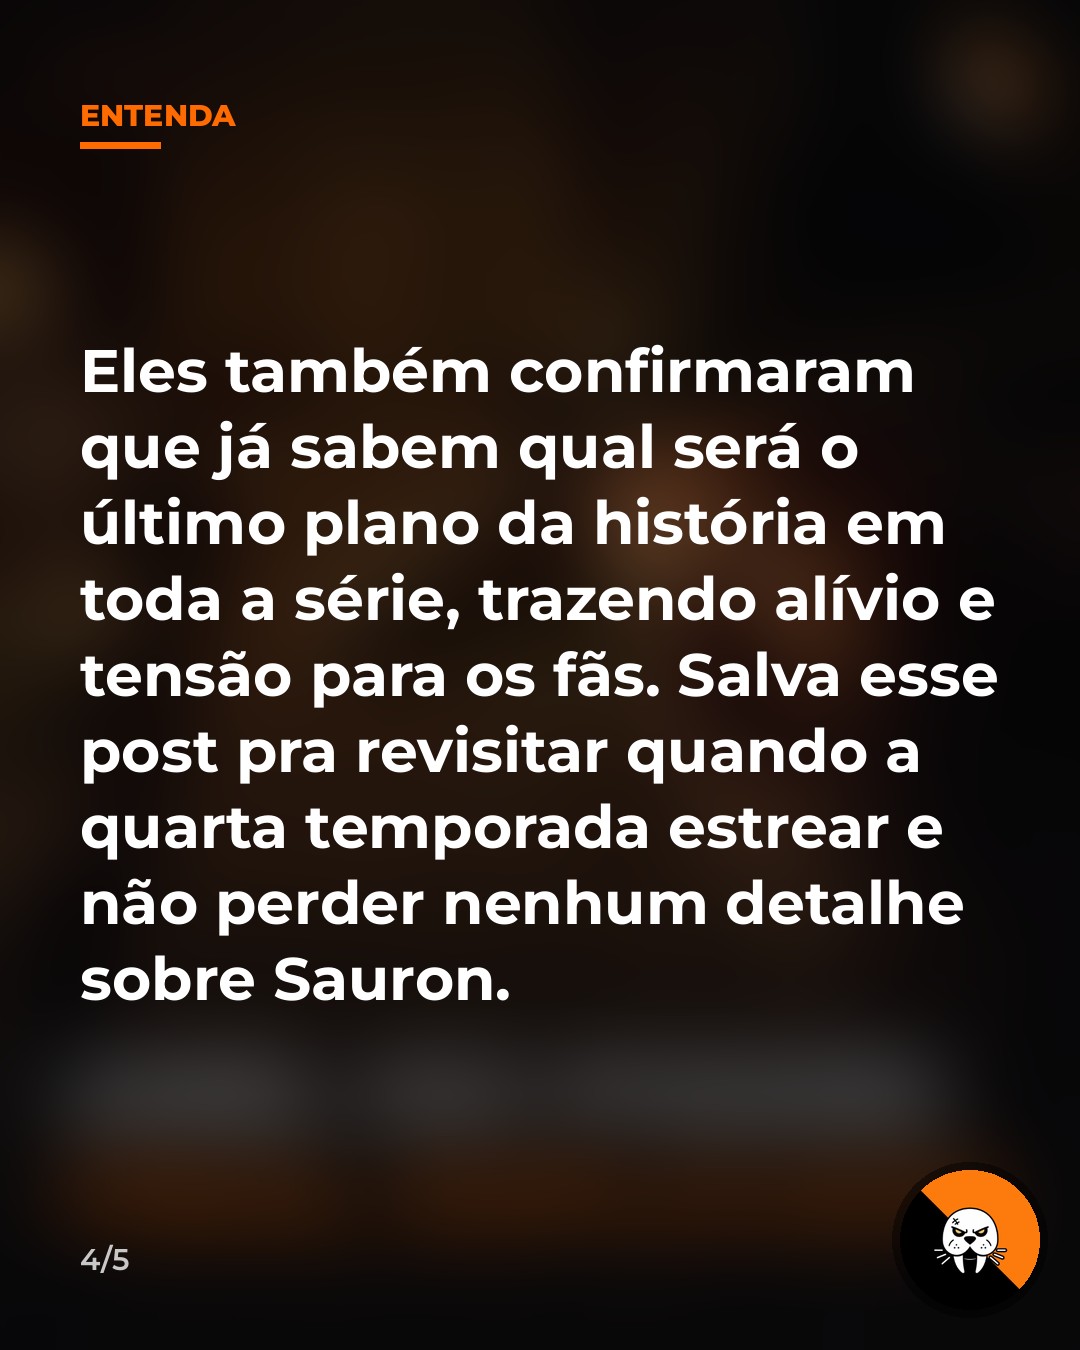 ENTENDA
Eles também confirmaram
que já sabem qual será o
último plano da história em
toda a série, trazendo alívio e
tensão para os fãs. Salva esse
post pra revisitar quando a
quarta temporada estrear e
não perder nenhum detalhe
sobre Sauron.
4/5